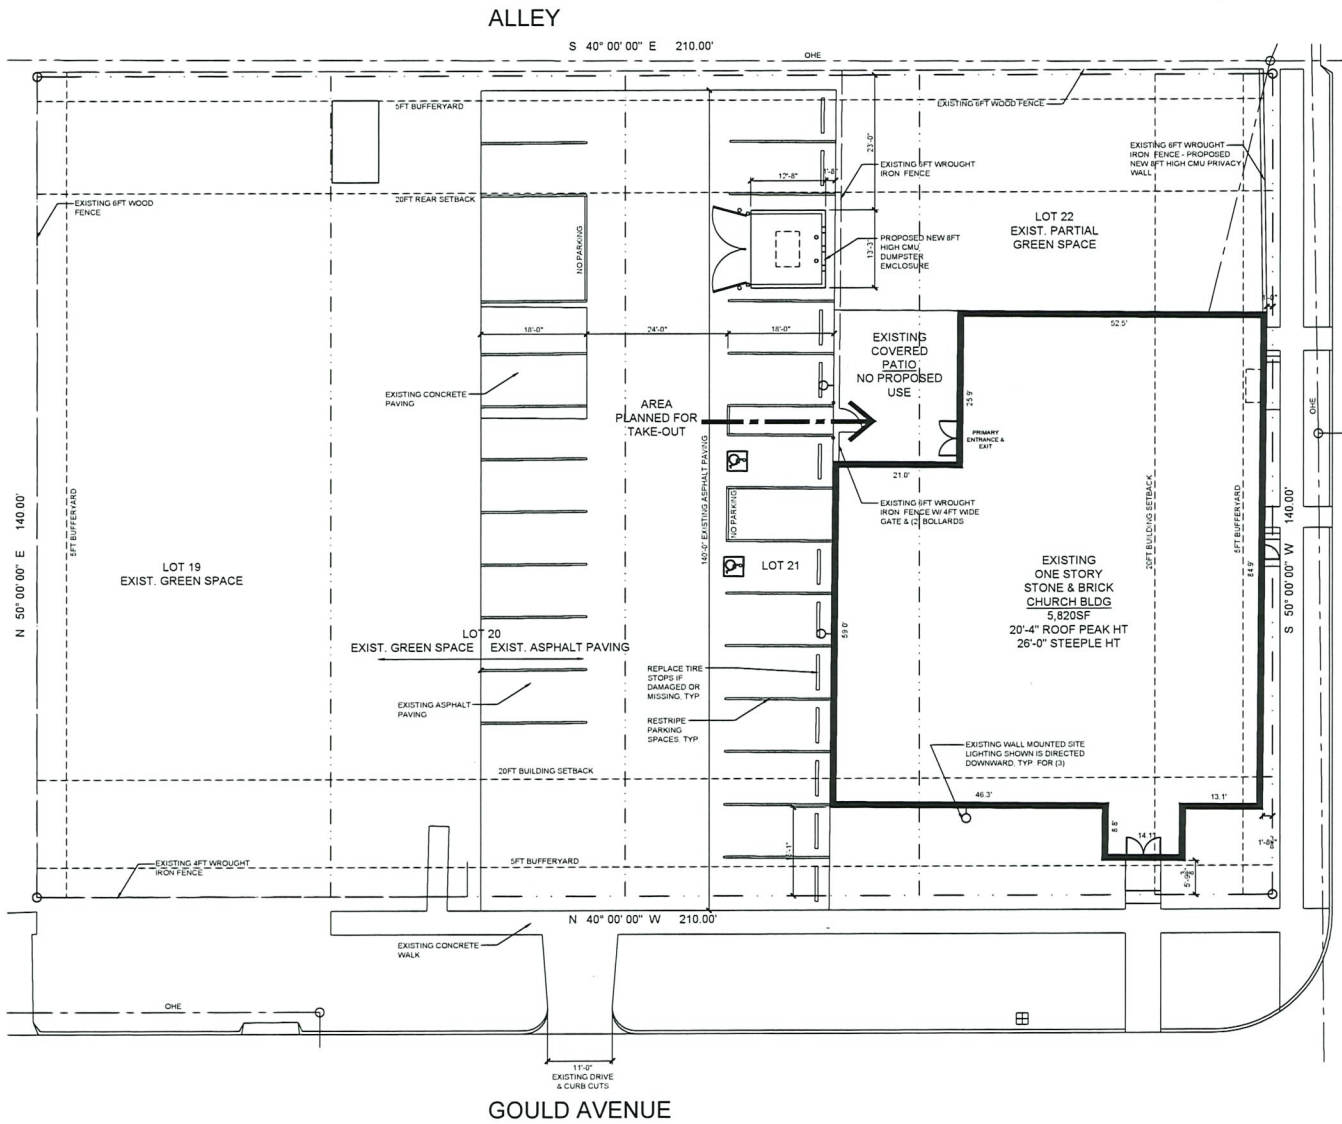 ALLEY
S 40° 00' 00" E 210.00'
OHE
5FT BUFFERYARD
EXISTING 6FT WOOD FENCE
23'-0"
EXISTING 6FT WROUGHT
IRON FENCE - PROPOSED
NEW 8FT HIGH CMU PRIVACY
WALL
EXISTING 6FT WROUGHT
IRON FENCE
12'-8"
1'-8"
EXISTING 6FT WOOD
FENCE
20FT REAR SETBACK
LOT 22
EXIST. PARTIAL
GREEN SPACE
NO PARKING
PROPOSED NEW 8FT
HIGH CMU
DUMPSTER
EMCLOSURE
13'-3"
1'-0"
18'-0"
24'-0"
18'-0"
52.5'
EXISTING
COVERED
PATIO
NO PROPOSED
USE
EXISTING CONCRETE
PAVING
AREA
PLANNED FOR
TAKE-OUT
25.9'
OHE
PRIMARY
ENTRANCE &
EXIT
140'-0" EXISTING ASPHALT PAVING
21.0'
NO PARKING
EXISTING 6FT WROUGHT
IRON FENCE W/ 4FT WIDE
GATE & (2) BOLLARDS
20FT BUILDING SETBACK
5FT BUFFERYARD
S 50° 00' 00" W 140.00'
N 50° 00' 00" E 140.00'
5FT BUFFERYARD
LOT 19
EXIST. GREEN SPACE
LOT 21
EXISTING
ONE STORY
STONE & BRICK
CHURCH BLDG
5,820SF
20'-4" ROOF PEAK HT
26'-0" STEEPLE HT
84.9'
59.0'
LOT 20
EXIST. GREEN SPACE EXIST. ASPHALT PAVING
REPLACE TIRE
STOPS IF
DAMAGED OR
MISSING, TYP
EXISTING ASPHALT
PAVING
RESTRIPE
PARKING
SPACES, TYP.
EXISTING WALL MOUNTED SITE
LIGHTING SHOWN IS DIRECTED
DOWNWARD, TYP. FOR (3)
20FT BUILDING SETBACK
46.3'
13.1'
8.8'
14.1'
EXISTING 4FT WROUGHT
IRON FENCE
5FT BUFFERYARD
N 40° 00' 00" W 210.00'
EXISTING CONCRETE
WALK
OHE
11'-0"
EXISTING DRIVE
& CURB CUTS
GOULD AVENUE